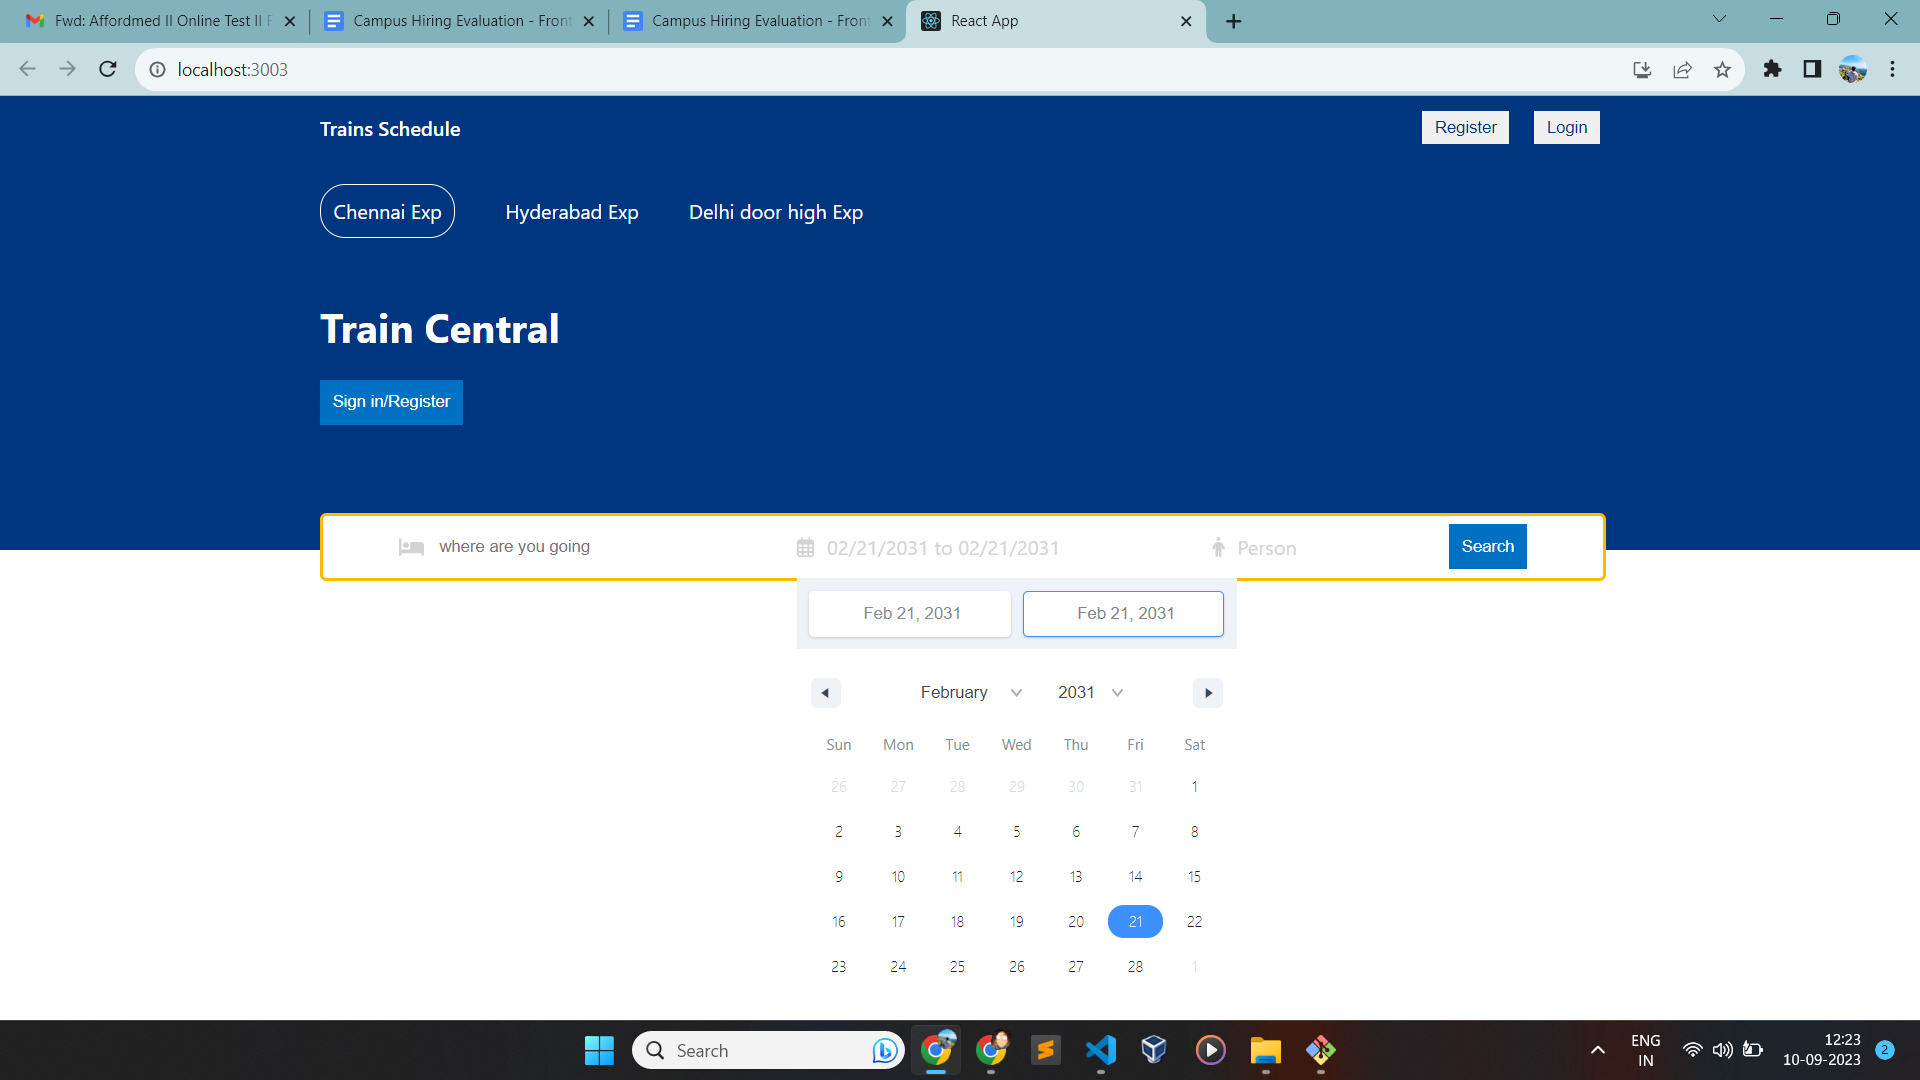 Fwd: Affordmed II Online Test II F
Campus Hiring Evaluation - Front
Campus Hiring Evaluation - Front
React App
localhost:3003
Trains Schedule
Register
Login
Chennai Exp
Hyderabad Exp
Delhi door high Exp
Train Central
Sign in/Register
where are you going
02/21/2031 to 02/21/2031
Person
Search
Feb 21, 2031
Feb 21, 2031
February
2031
Sun Mon Tue Wed Thu Fri Sat
26 27 28 29 30 31 1
2 3 4 5 6 7 8
9 10 11 12 13 14 15
16 17 18 19 20 21 22
23 24 25 26 27 28 1
Search
ENG
IN
12:23
10-09-2023
2